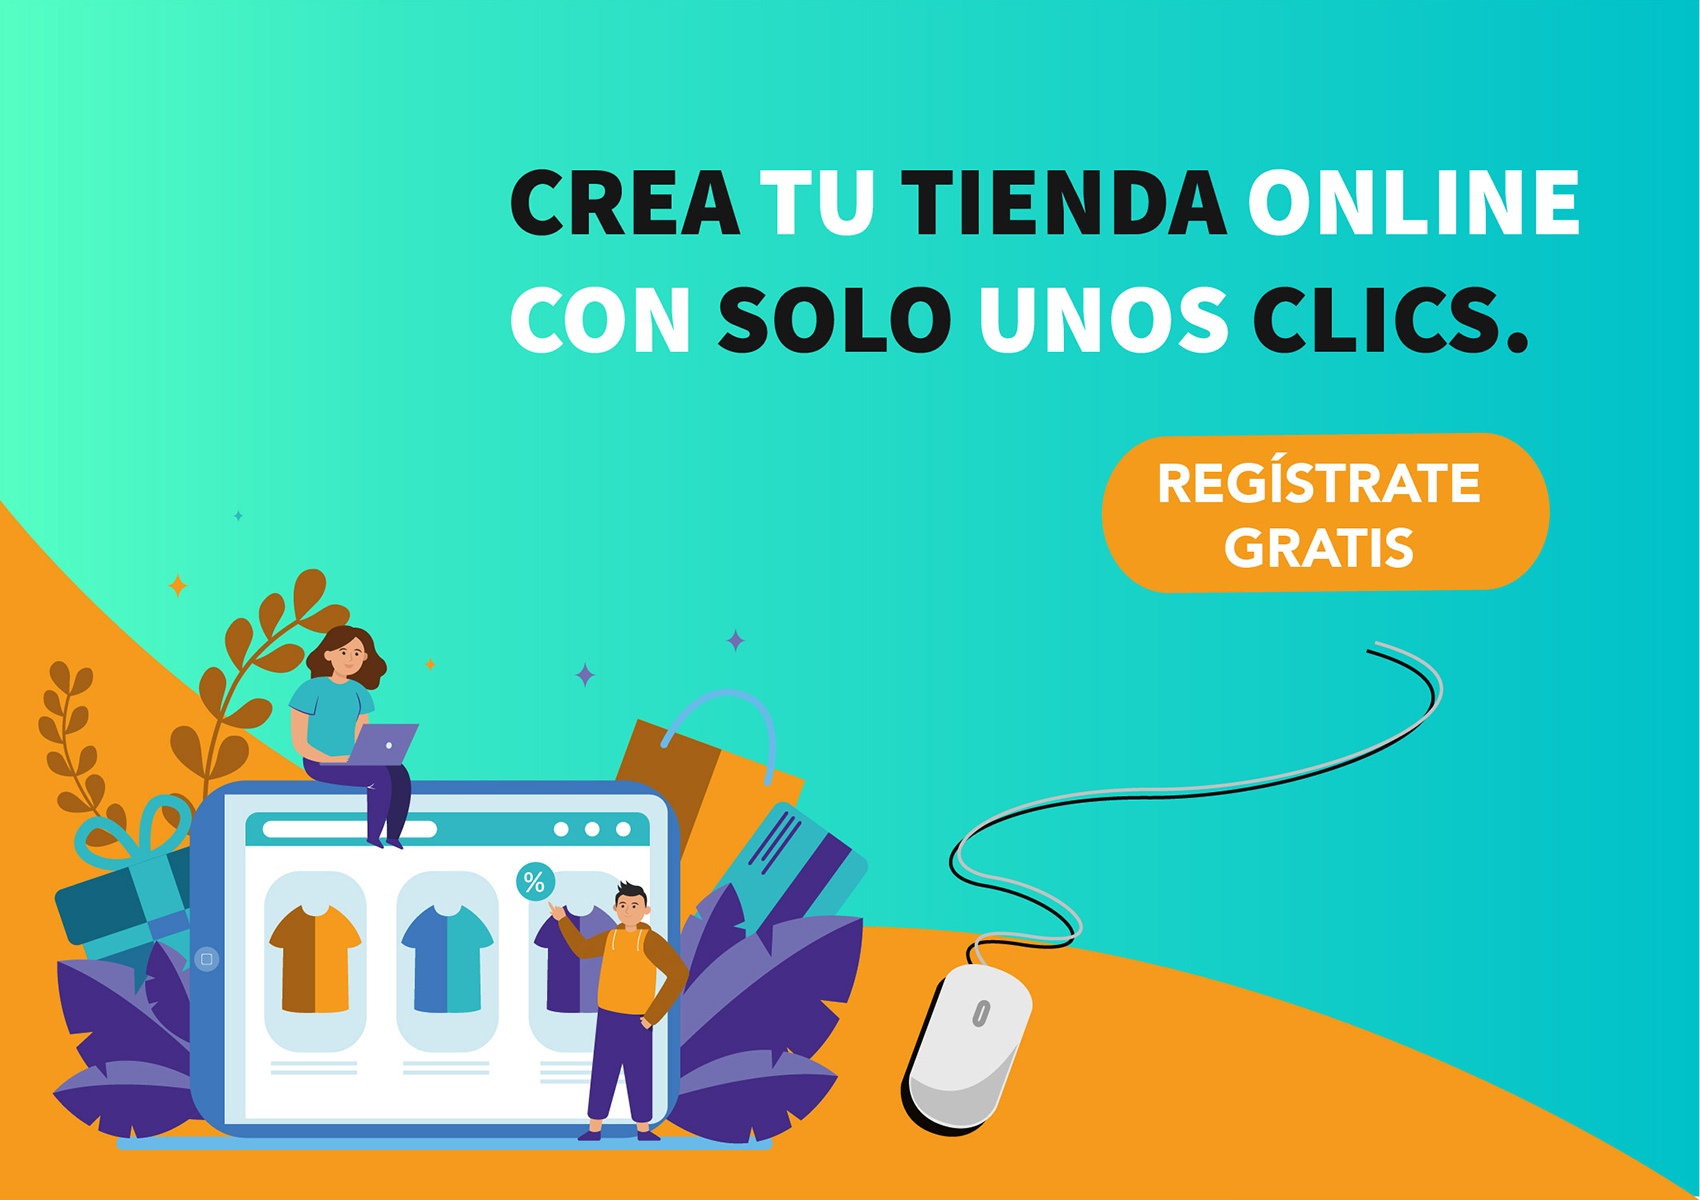 CREA TU TIENDA ONLINE
CON SOLO UNOS CLICS.
REGÍSTRATE
GRATIS
%